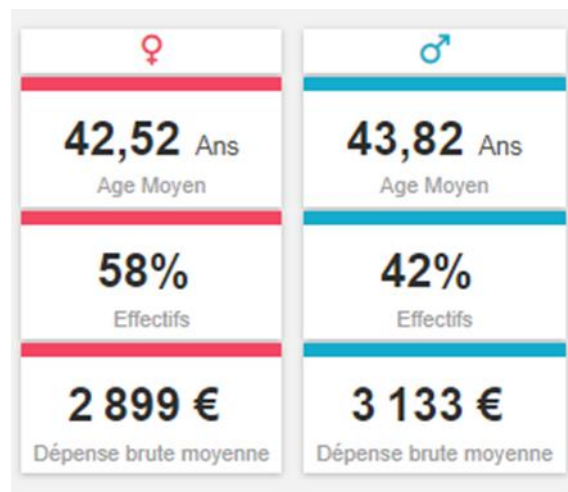 ♀
42,52 Ans
Age Moyen
58%
Effectifs
2 899 €
Dépense brute moyenne
♂
43,82 Ans
Age Moyen
42%
Effectifs
3 133 €
Dépense brute moyenne